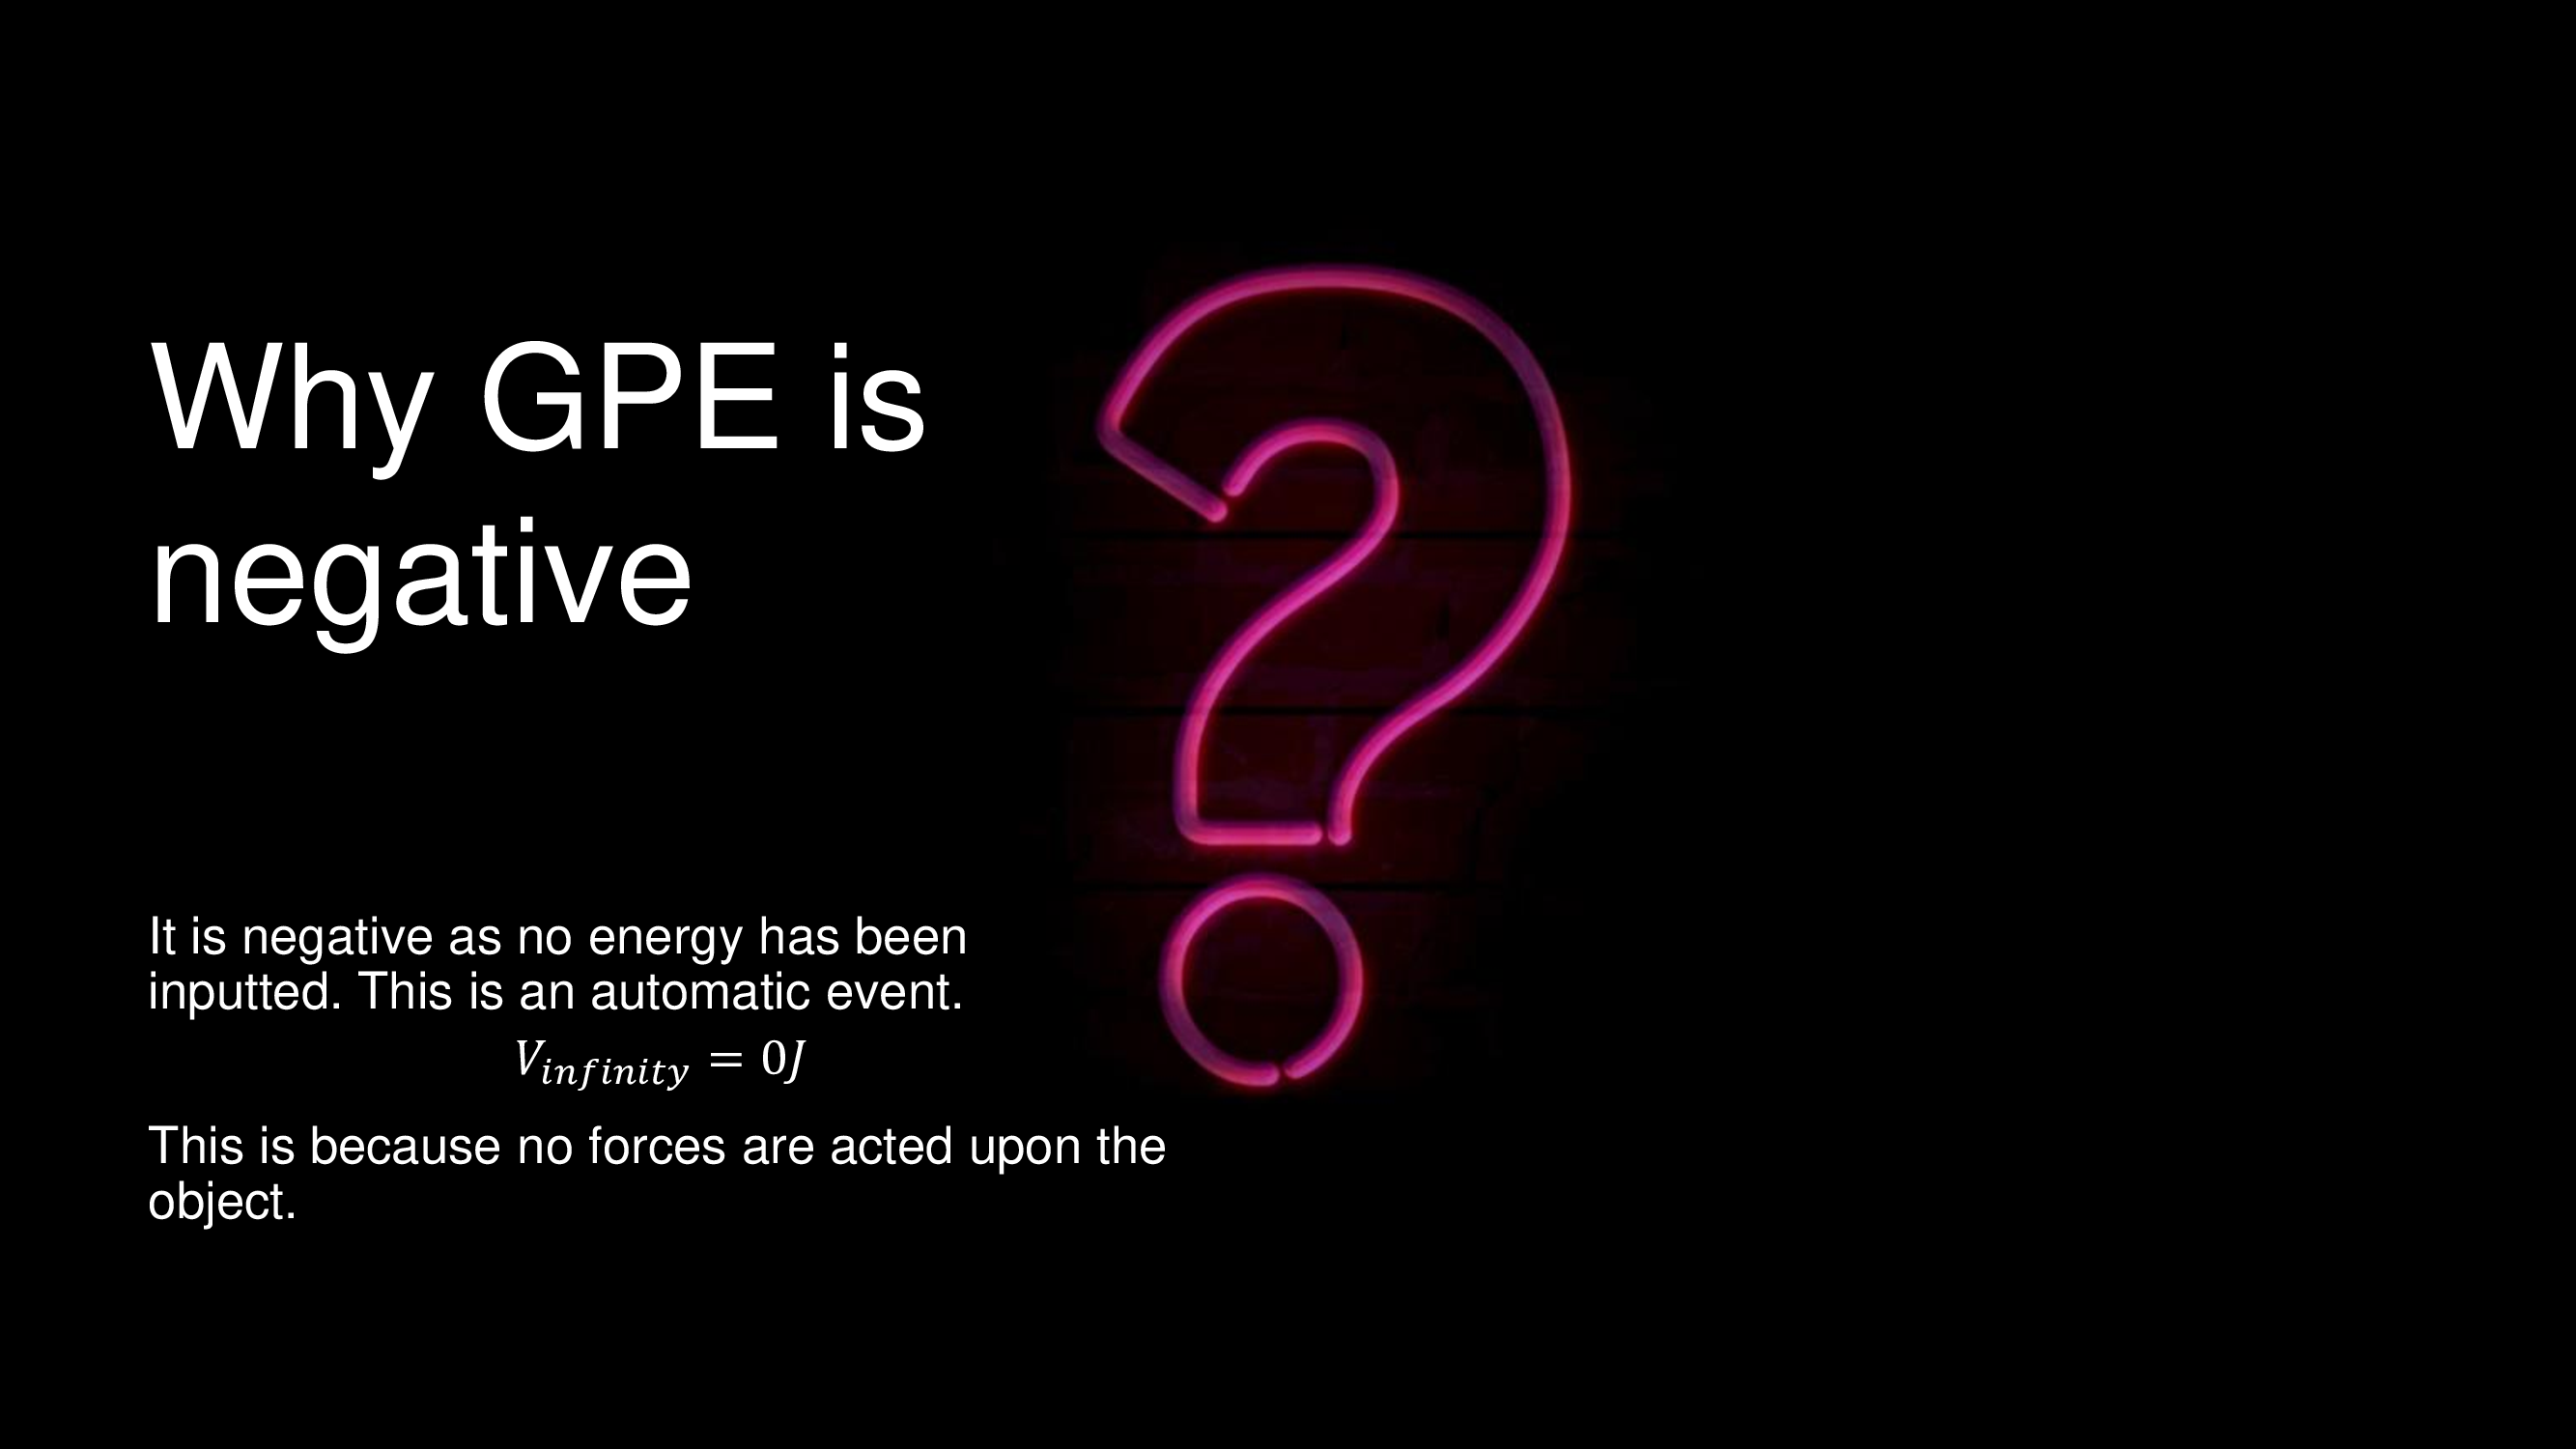 Why GPE is
negative
It is negative as no energy has been
inputted. This is an automatic event.
$V_{infinity} = 0J$
This is because no forces are acted upon the
object.